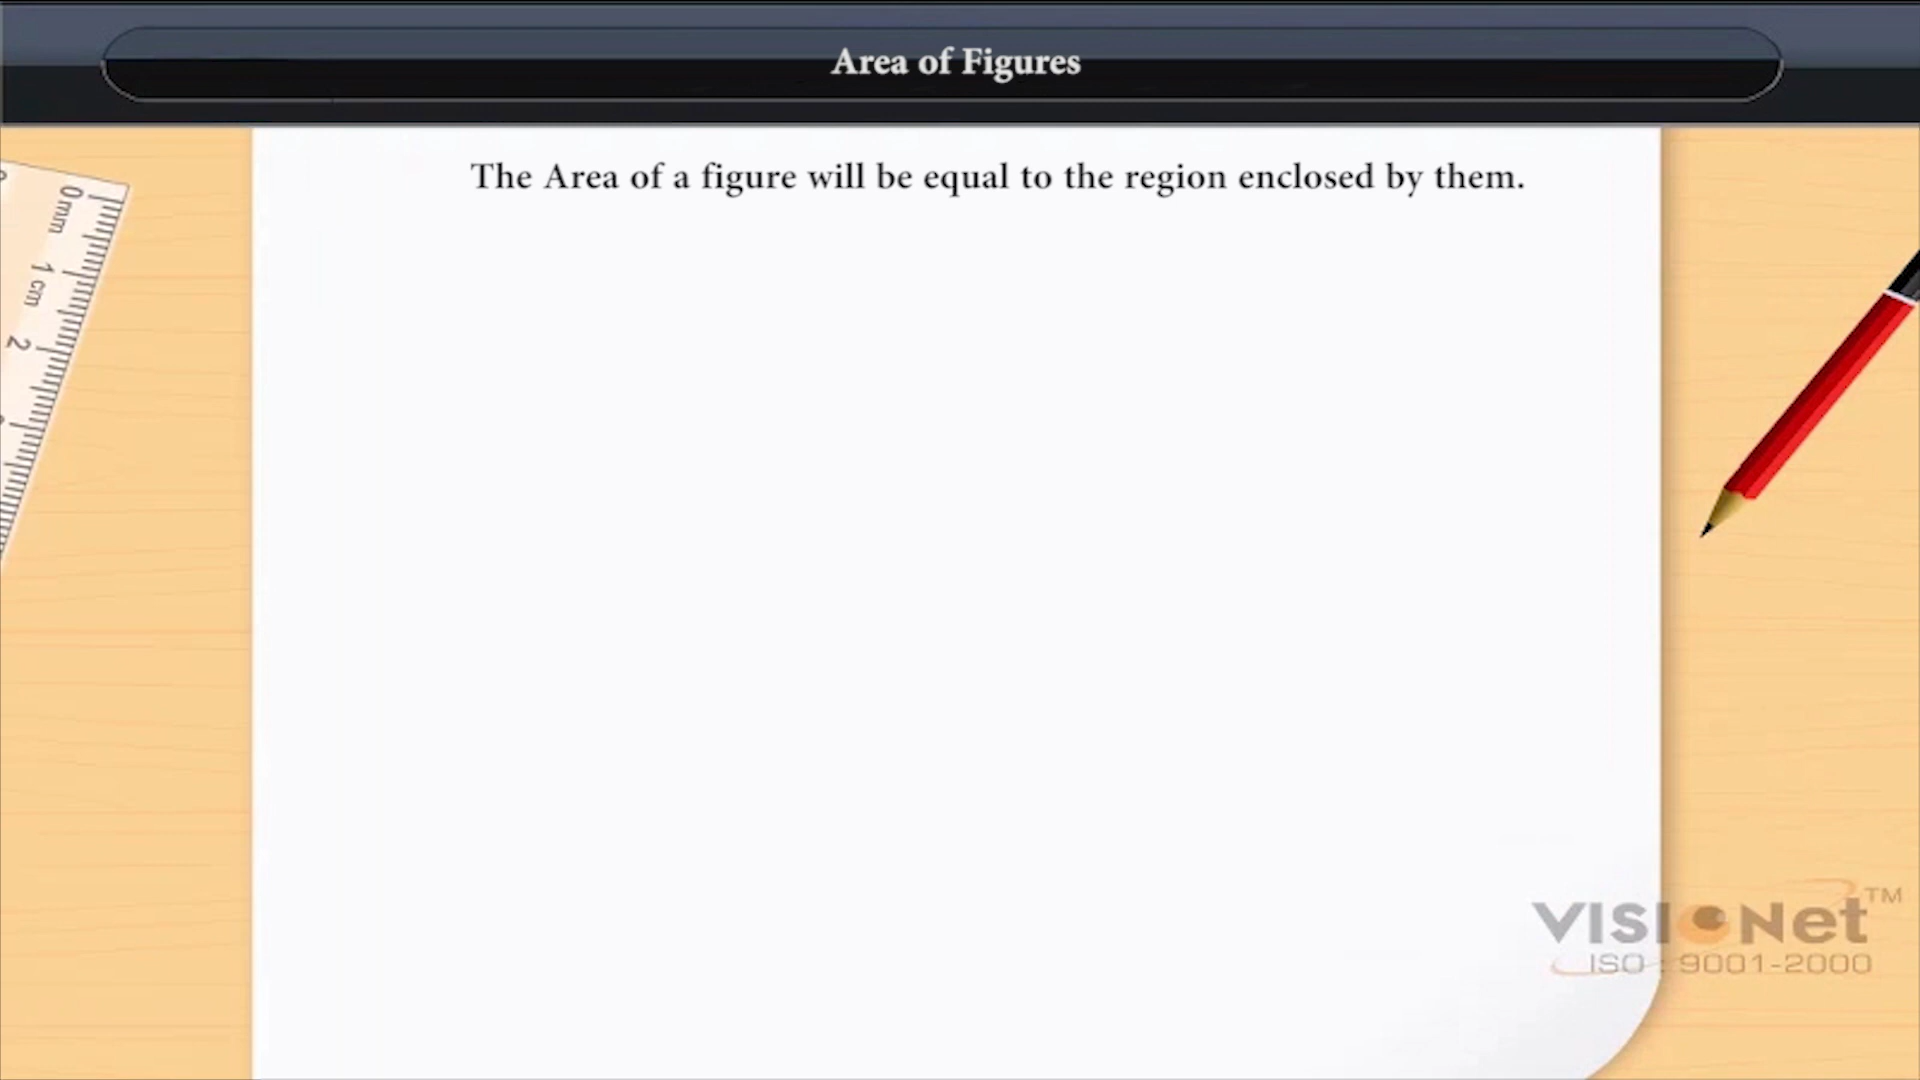 Area of Figures
The Area of a figure will be equal to the region enclosed by them.
0mm
1 cm
2
VISIONet TM
ISO : 9001-2000